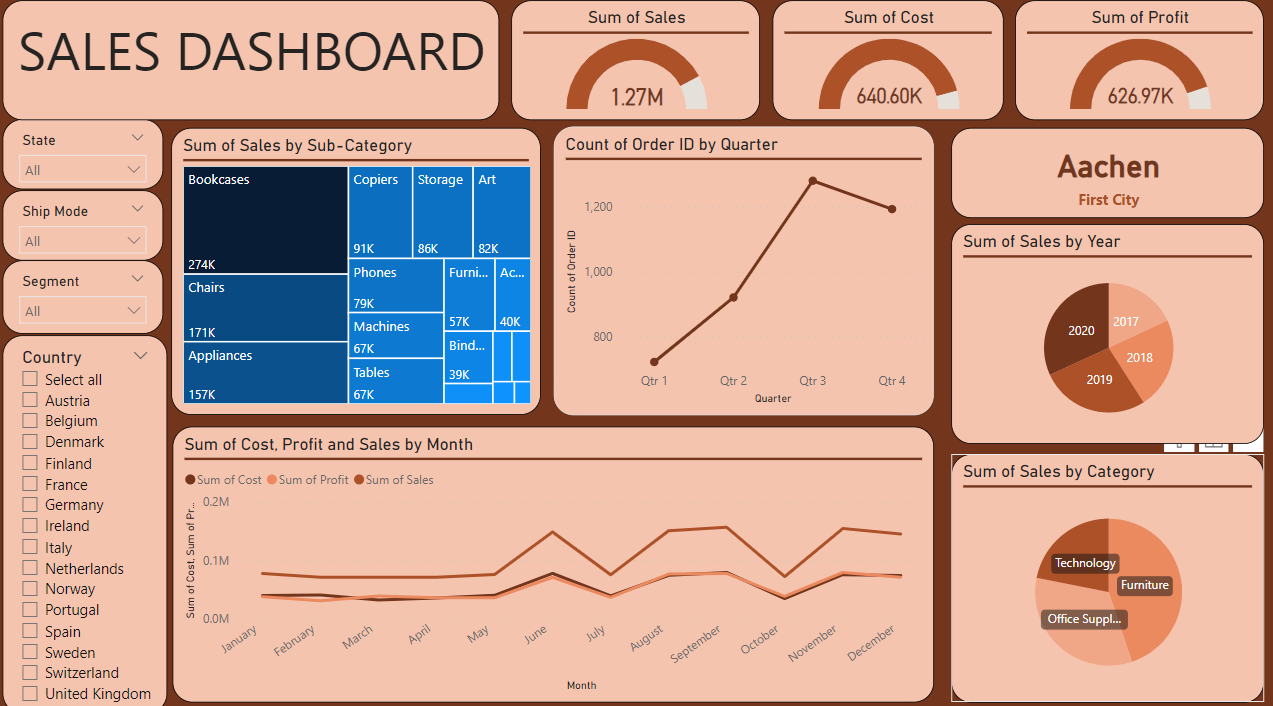 SALES DASHBOARD
Sum of Sales
1.27M
Sum of Cost
640.60K
Sum of Profit
626.97K
State
All
Ship Mode
All
Segment
All
Country
Select all
Austria
Belgium
Denmark
Finland
France
Germany
Ireland
Italy
Netherlands
Norway
Portugal
Spain
Sweden
Switzerland
United Kingdom
Sum of Sales by Sub-Category
Bookcases
274K
Chairs
171K
Appliances
157K
Copiers
91K
Storage
86K
Art
82K
Phones
79K
Machines
67K
Tables
67K
Furni...
57K
Ac...
40K
Bind...
39K
Count of Order ID by Quarter
Count of Order ID
1,200
1,000
800
Qtr 1 Qtr 2 Qtr 3 Qtr 4
Quarter
Aachen
First City
Sum of Sales by Year
2017
2018
2019
2020
Sum of Cost, Profit and Sales by Month
Sum of Cost Sum of Profit Sum of Sales
Sum of Cost, Sum of Pr...
0.2M
0.1M
0.0M
January February March April May June July August September October November December
Month
Sum of Sales by Category
Technology
Furniture
Office Suppl...